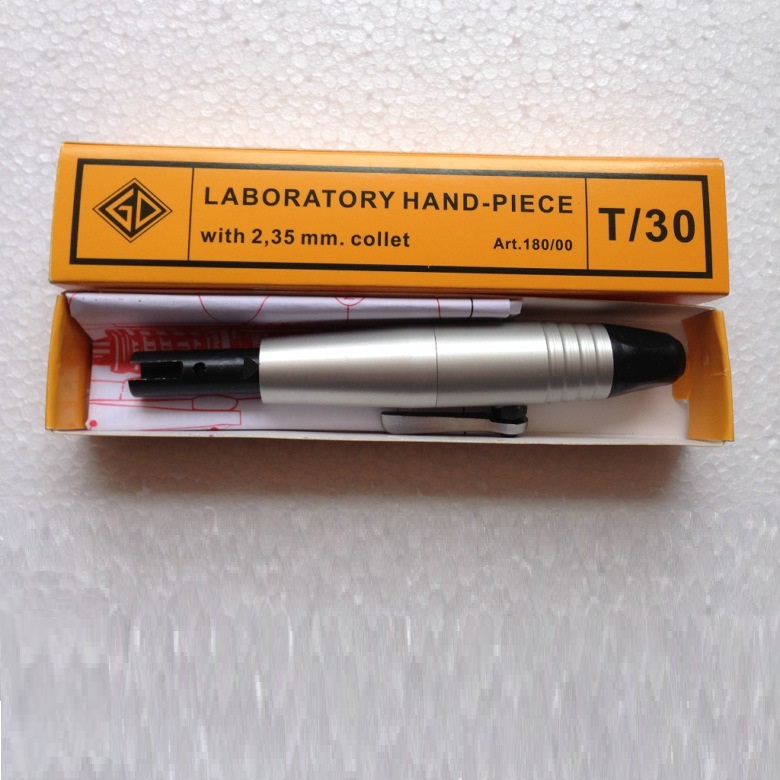 GD
LABORATORY HAND-PIECE
with 2,35 mm. collet
Art.180/00
T/30